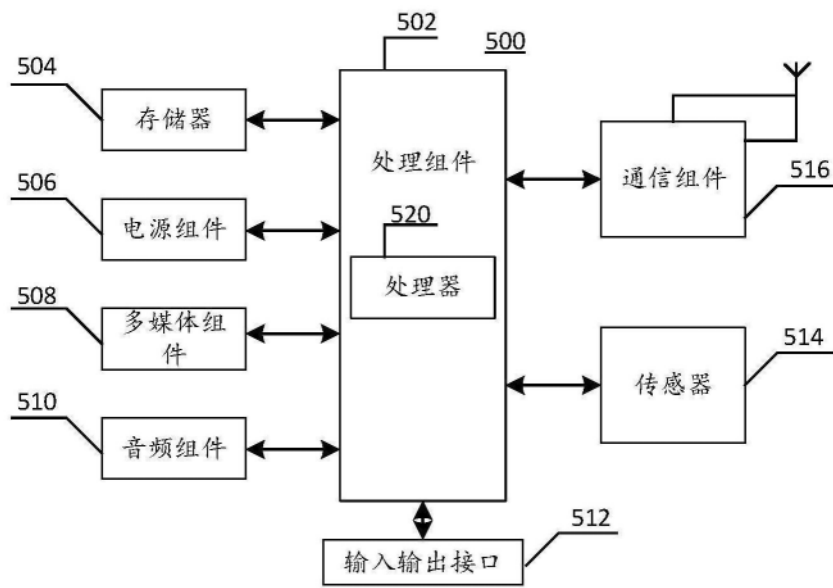 502
500
504
存储器
处理组件
506
520
通信组件
516
电源组件
处理器
508
多媒体组
件
514
传感器
510
音频组件
512
输入输出接口